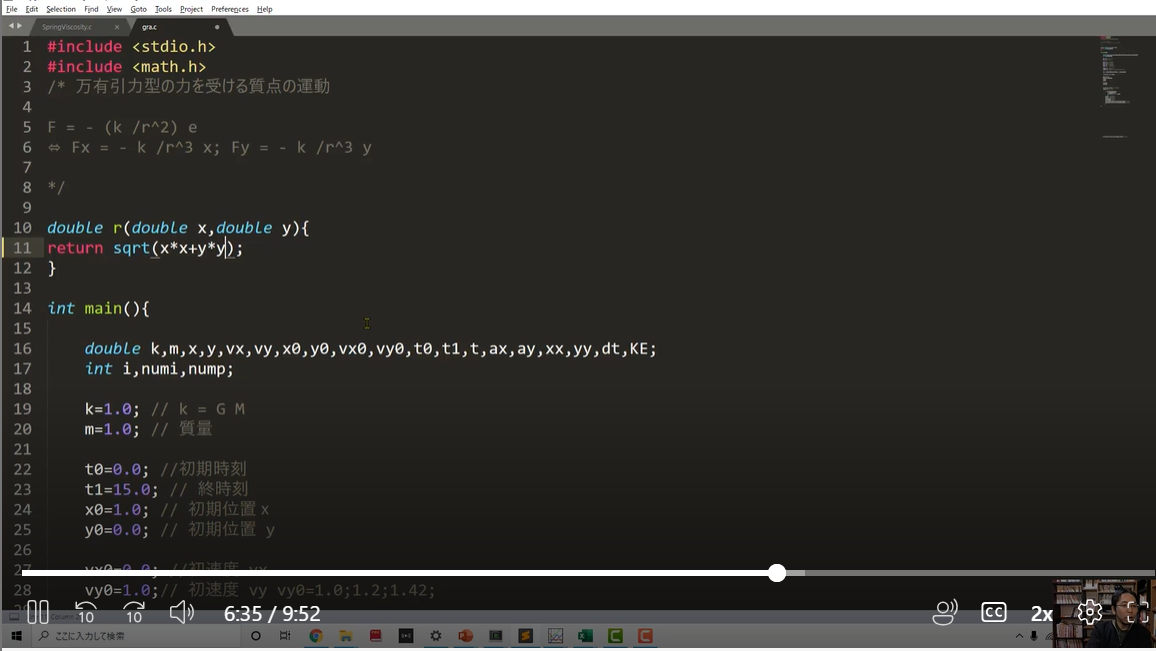 File Edit Selection Find View Goto Tools Project Preferences Help
SpringViscosity.c × gra.c
1 #include <stdio.h>
2 #include <math.h>
3 /* 万有引力型の力を受ける質点の運動
4
5 F = - (k /r^2) e
6 ⇔ Fx = - k /r^3 x; Fy = - k /r^3 y
7
8 */
9
10 double r(double x,double y){
11 return sqrt(x*x+y*y);
12 }
13
14 int main(){
15
16 double k,m,x,y,vx,vy,x0,y0,vx0,vy0,t0,t1,t,ax,ay,xx,yy,dt,KE;
17 int i,numi,nump;
18
19 k=1.0; // k = G M
20 m=1.0; // 質量
21
22 t0=0.0; //初期時刻
23 t1=15.0; // 終時刻
24 x0=1.0; // 初期位置 x
25 y0=0.0; // 初期位置 y
26
27 vx0=0.0; //初速度 vx
28 vy0=1.0;// 初速度 vy vy0=1.0;1.2;1.42;
10 10 6:35 / 9:52 CC 2x
ここに入力して検索